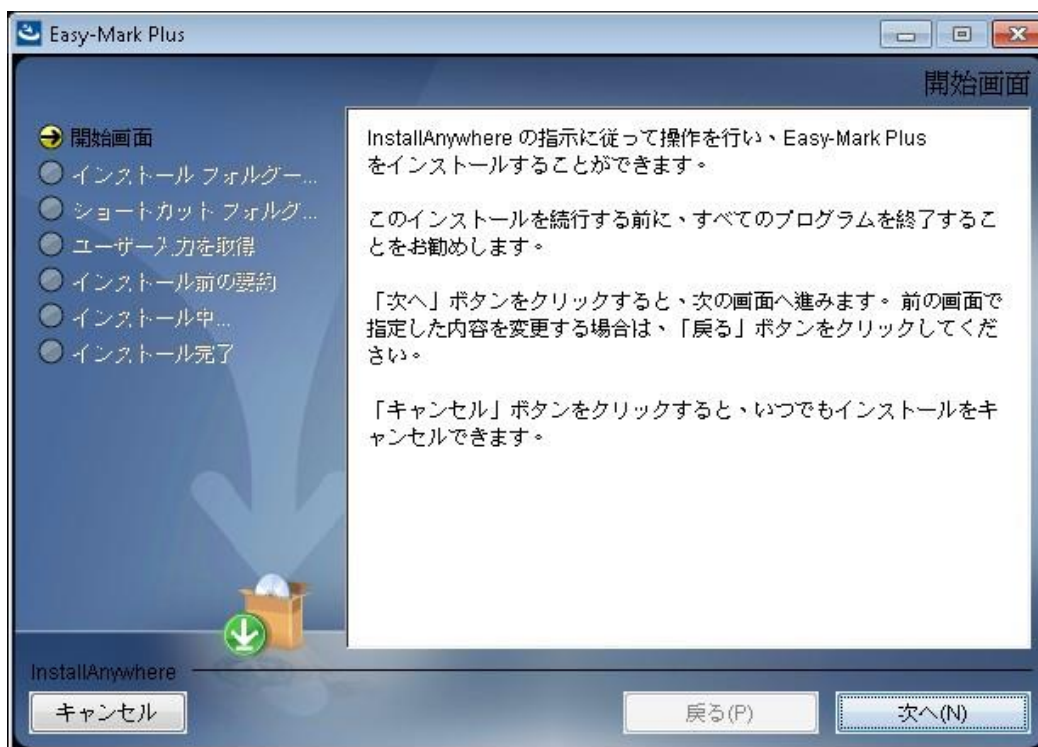 Easy-Mark Plus
開始画面
開始画面
インストール フォルダー...
ショートカット フォルダ...
ユーザー入力を取得
インストール前の要約
インストール中...
インストール完了
InstallAnywhere の指示に従って操作を行い、Easy-Mark Plus
をインストールすることができます。
このインストールを続行する前に、すべてのプログラムを終了するこ
とをお勧めします。
「次へ」ボタンをクリックすると、次の画面へ進みます。 前の画面で
指定した内容を変更する場合は、「戻る」ボタンをクリックしてくだ
さい。
「キャンセル」ボタンをクリックすると、いつでもインストールをキ
ャンセルできます。
InstallAnywhere
キャンセル
戻る(P)
次へ(N)